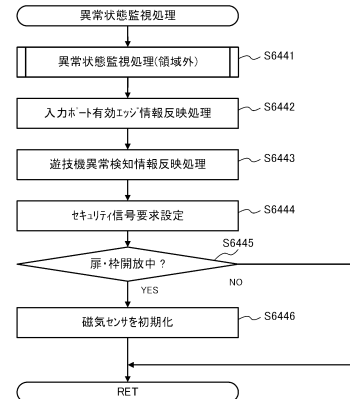 異常状態監視処理
異常状態監視処理(領域外)
S6441
入力ポート有効エッジ情報反映処理
S6442
遊技機異常検知情報反映処理
S6443
セキュリティ信号要求設定
S6444
S6445
扉・枠開放中？
NO
YES
磁気センサを初期化
S6446
RET